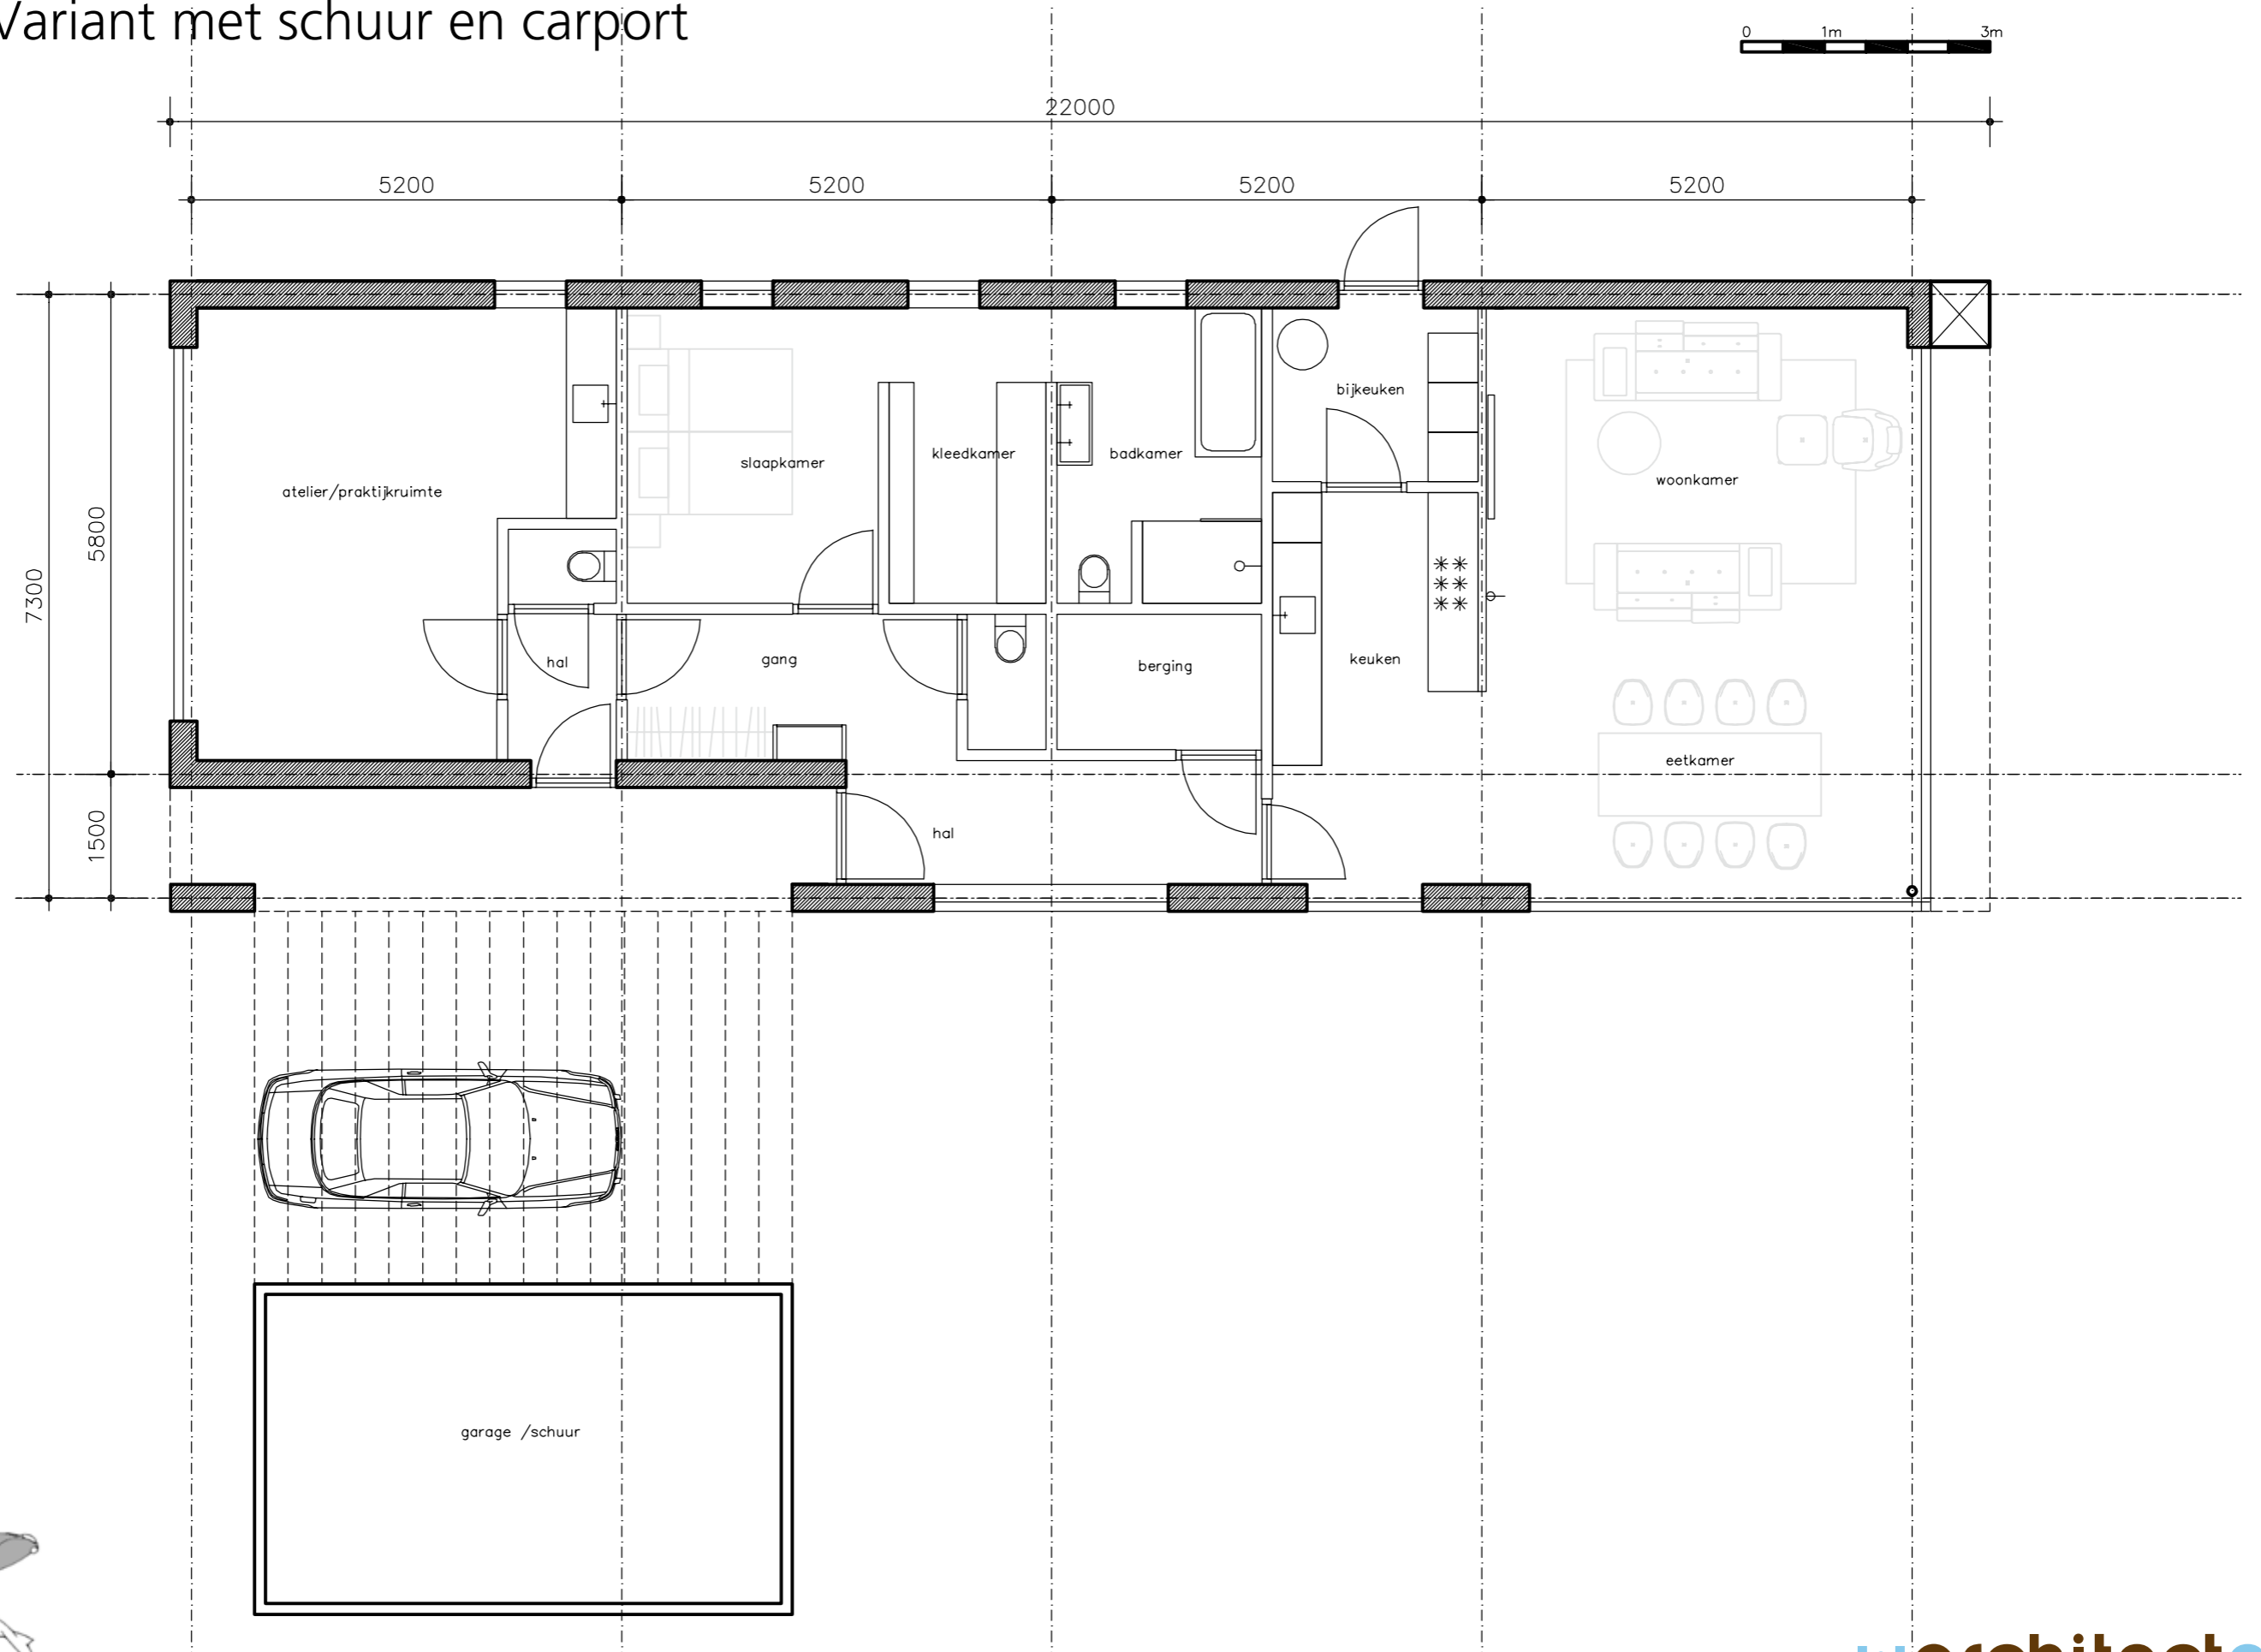 Variant met schuur en carport
0 1m 3m
22000
5200 5200 5200 5200
bijkeuken
kleedkamer
badkamer
slaapkamer
woonkamer
atelier/praktijkruimte
5800
7300
hal
gang
berging
keuken
eetkamer
1500
hal
garage /schuur